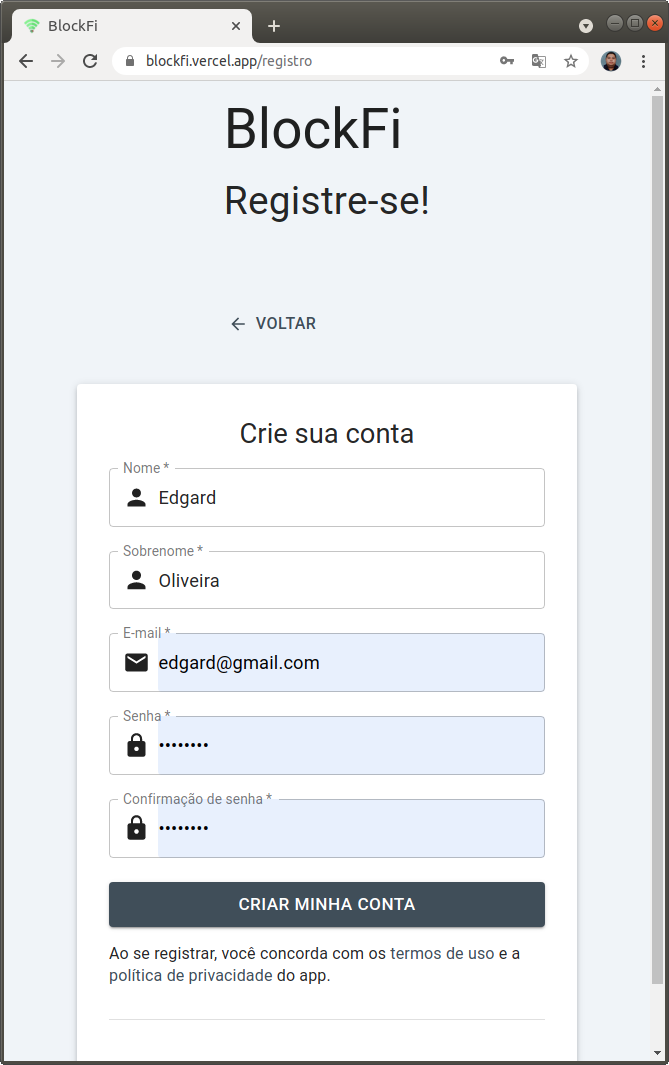 BlockFi
blockfi.vercel.app/registro
BlockFi
Registre-se!
VOLTAR
Crie sua conta
Nome *
Edgard
Sobrenome *
Oliveira
E-mail *
edgard@gmail.com
Senha *
••••••••
Confirmação de senha *
••••••••
CRIAR MINHA CONTA
Ao se registrar, você concorda com os termos de uso e a
política de privacidade do app.